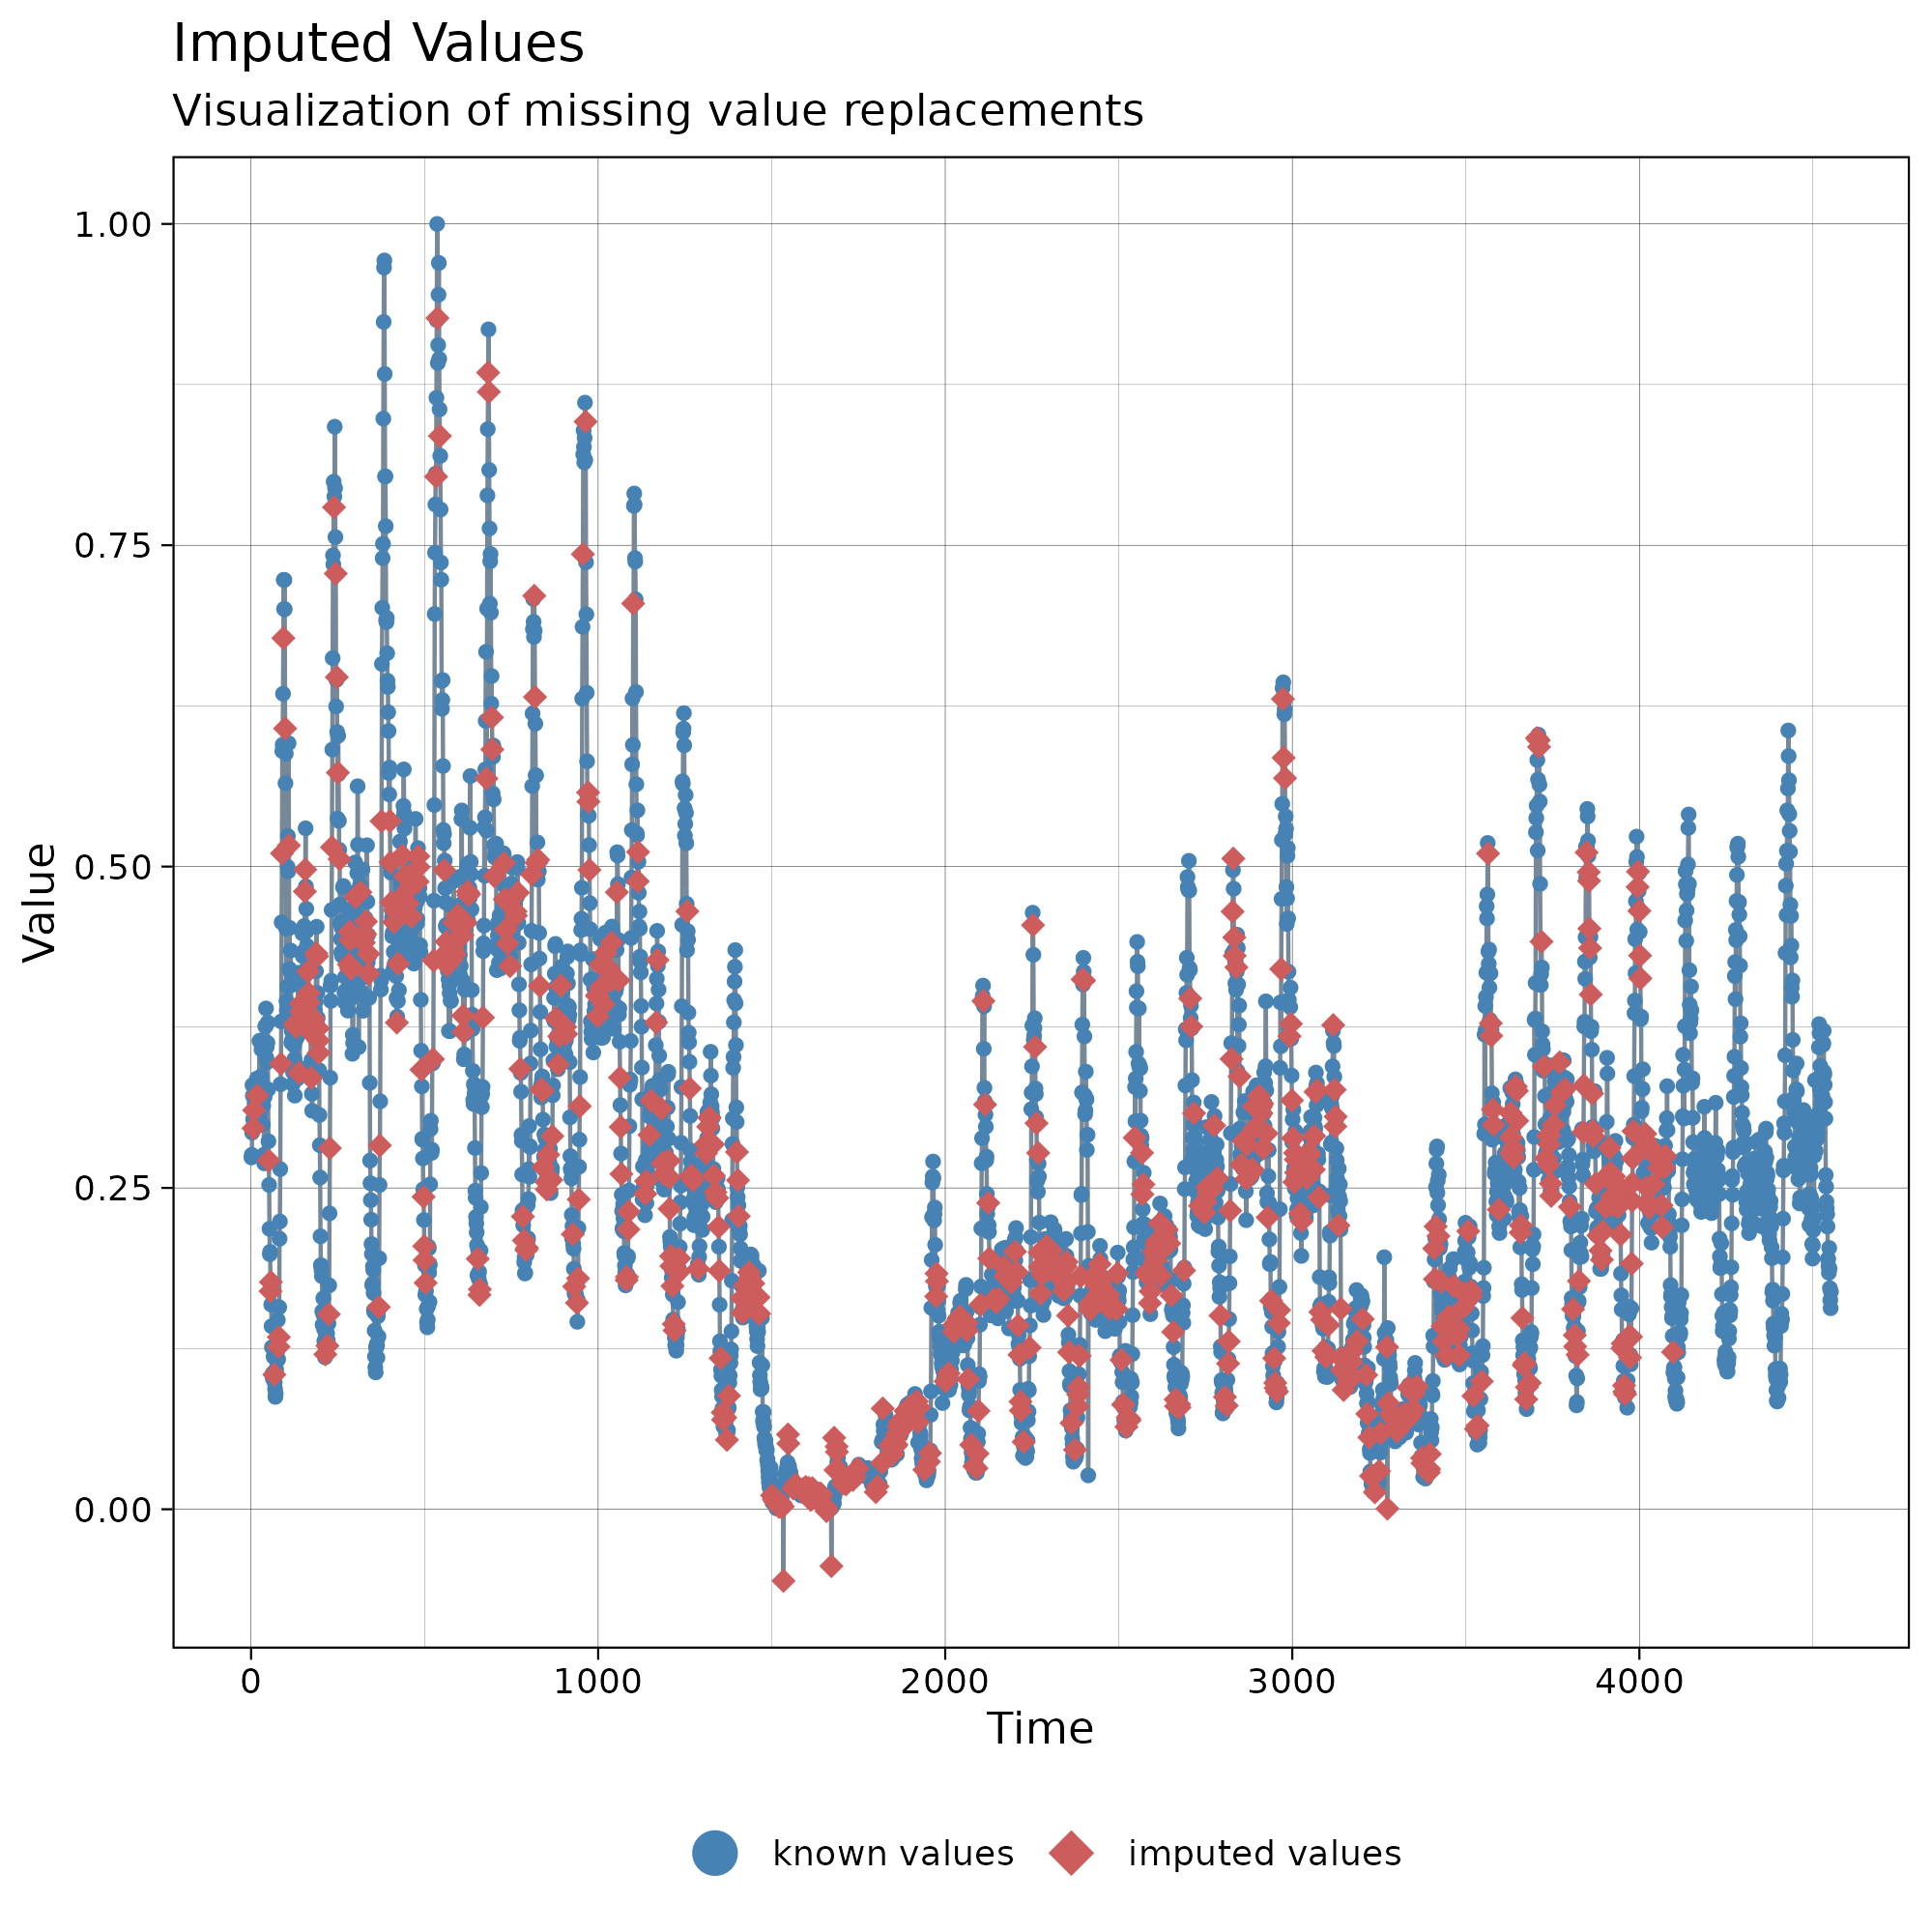 Imputed Values
Visualization of missing value replacements
1.00
0.75
0.50
0.25
0.00
Value
0 1000 2000 3000 4000
Time
known values imputed values